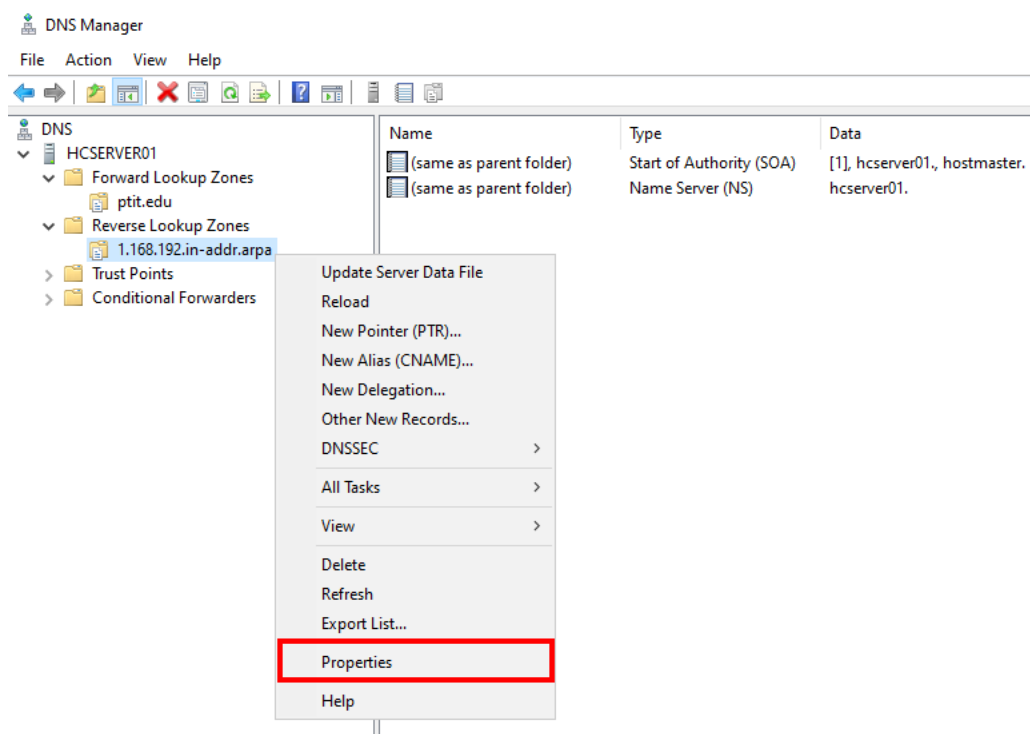 DNS Manager
File Action View Help
DNS
HCSERVER01
Forward Lookup Zones
ptit.edu
Reverse Lookup Zones
1.168.192.in-addr.arpa
Trust Points
Conditional Forwarders
Name Type Data
(same as parent folder) Start of Authority (SOA) [1], hcserver01., hostmaster.
(same as parent folder) Name Server (NS) hcserver01.
Update Server Data File
Reload
New Pointer (PTR)...
New Alias (CNAME)...
New Delegation...
Other New Records...
DNSSEC
All Tasks
View
Delete
Refresh
Export List...
Properties
Help